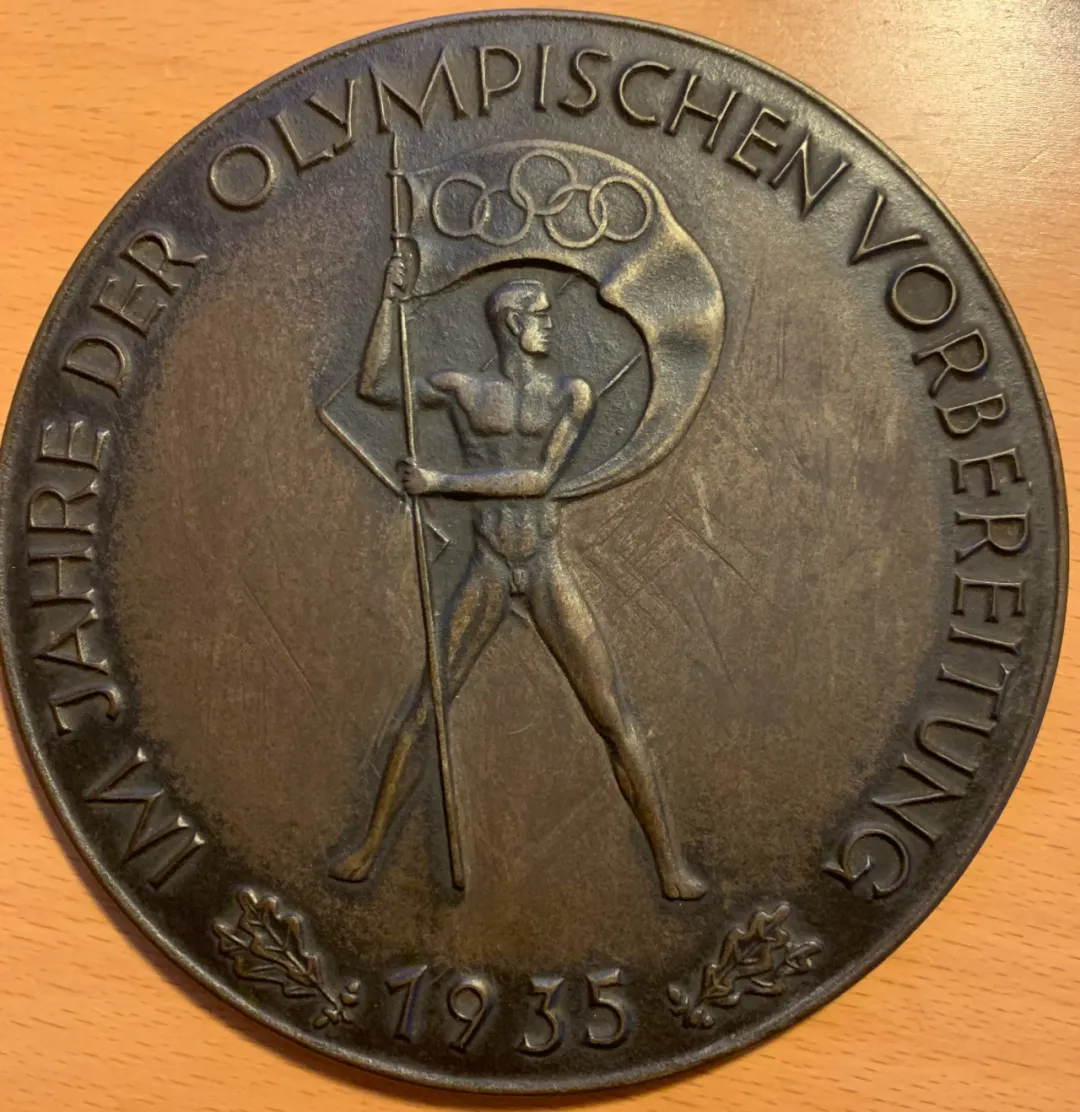 IM JAHRE DER OLYMPISCHEN VORBEREITUNG
1935